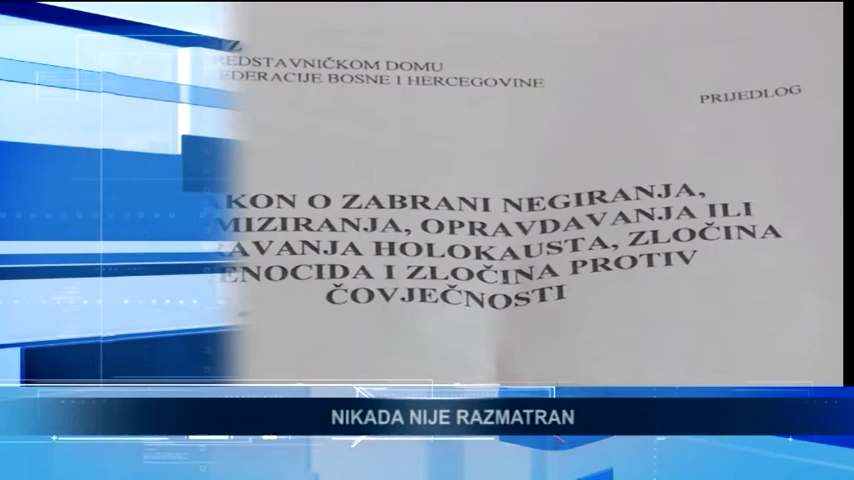 REDSTAVNIČKOM DOMU
EDERACIJE BOSNE I HERCEGOVINE
PRIJEDLOG
AKON O ZABRANI NEGIRANJA,
MIZIRANJA, OPRAVDAVANJA ILI
AVANJA HOLOKAUSTA, ZLOČINA
ENOCIDA I ZLOČINA PROTIV
ČOVJEČNOSTI
NIKADA NIJE RAZMATRAN